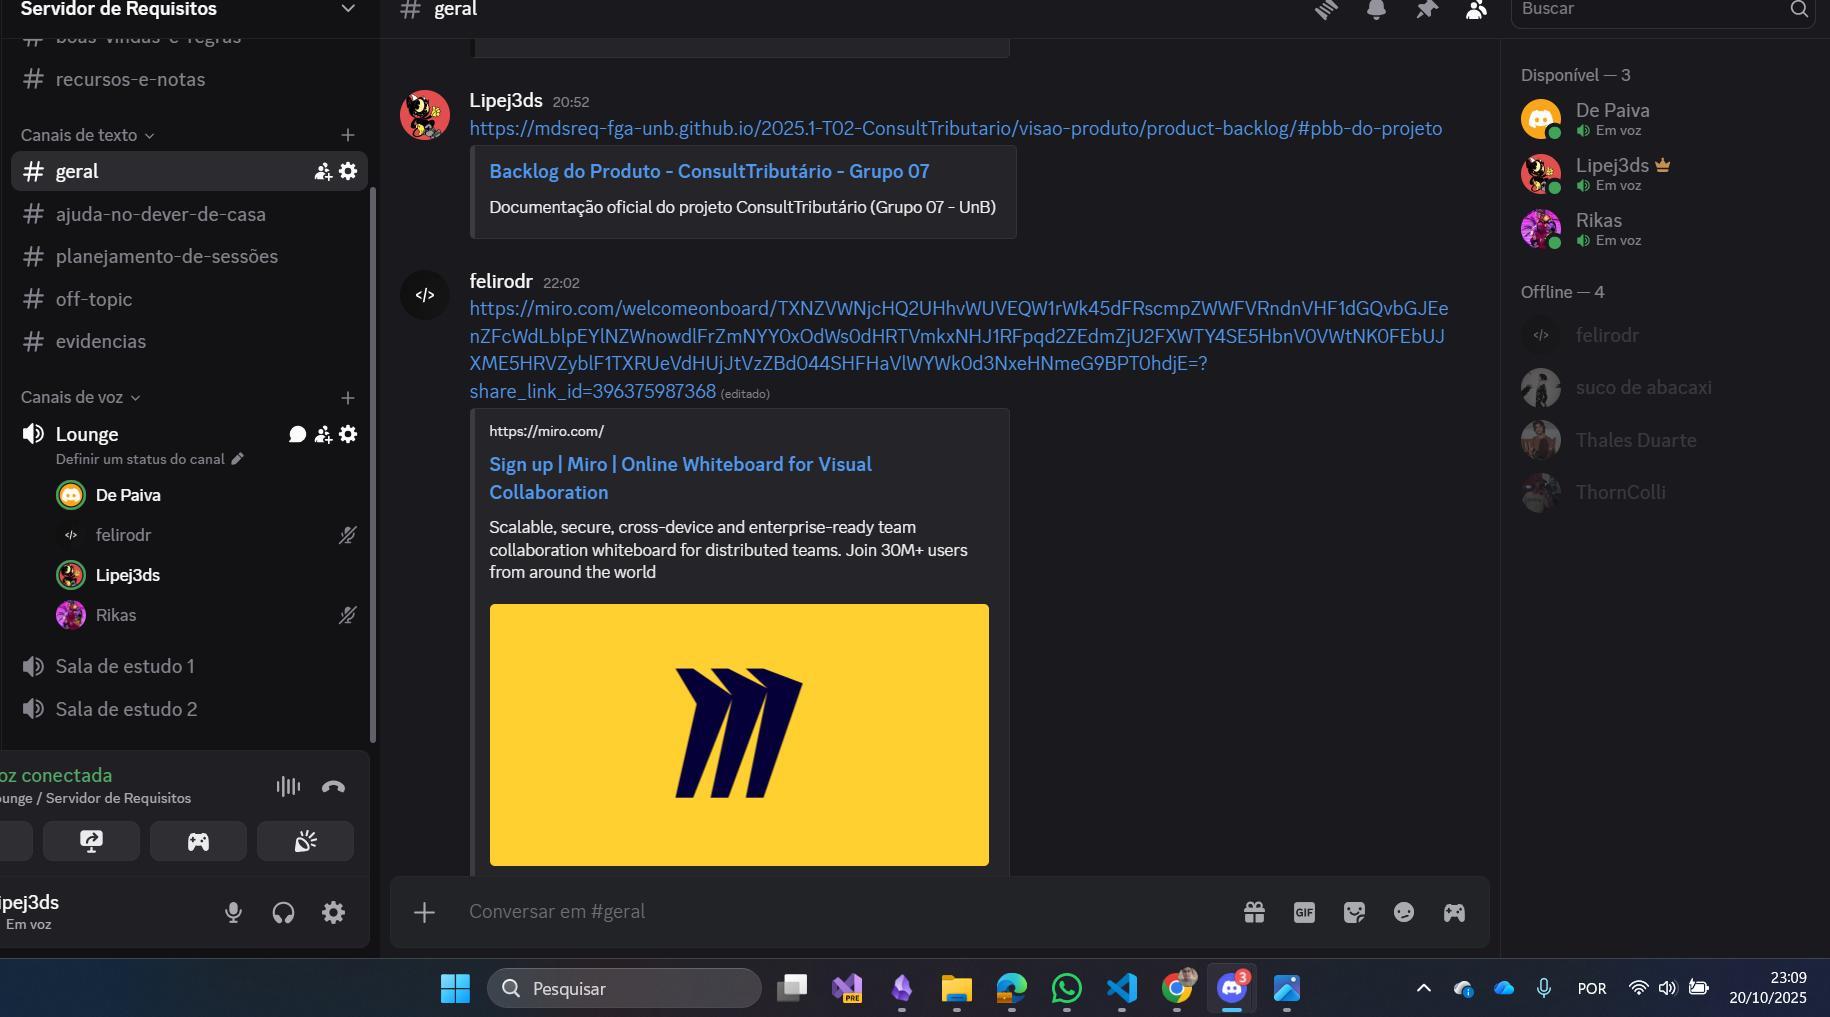 Servidor de Requisitos
boas-vindas-e-regras
recursos-e-notas
Canais de texto
geral
ajuda-no-dever-de-casa
planejamento-de-sessões
off-topic
evidencias
Canais de voz
Lounge
Definir um status do canal
De Paiva
felirodr
Lipej3ds
Rikas
Sala de estudo 1
Sala de estudo 2
oz conectada
ounge / Servidor de Requisitos
ipej3ds
Em voz
# geral
Buscar
Lipej3ds 20:52
https://mdsreq-fga-unb.github.io/2025.1-T02-ConsultTributario/visao-produto/product-backlog/#pbb-do-projeto
Backlog do Produto - ConsultTributário - Grupo 07
Documentação oficial do projeto ConsultTributário (Grupo 07 - UnB)
felirodr 22:02
https://miro.com/welcomeonboard/TXNZVWNjcHQ2UHhvWUVEQW1rWk45dFRscmpZWWFVRndnVHF1dGQvbGJEe
nZFcWdLblpEYlNZWnowdlFrZmNYY0xOdWs0dHRTVmkxNHJ1RFpqd2ZEdmZjU2FXWTY4SE5HbnV0VWtNK0FEbUJ
XME5HRVZyblF1TXRUeVdHUjJtVzZBd044SHFHaVlWYWk0d3NxeHNmeG9BPT0hdjE=?
share_link_id=396375987368 (editado)
https://miro.com/
Sign up | Miro | Online Whiteboard for Visual
Collaboration
Scalable, secure, cross-device and enterprise-ready team
collaboration whiteboard for distributed teams. Join 30M+ users
from around the world
Conversar em #geral
GIF
Disponível — 3
De Paiva
Em voz
Lipej3ds
Em voz
Rikas
Em voz
Offline — 4
felirodr
suco de abacaxi
Thales Duarte
ThornColli
Pesquisar
PRE
3
POR
23:09
20/10/2025